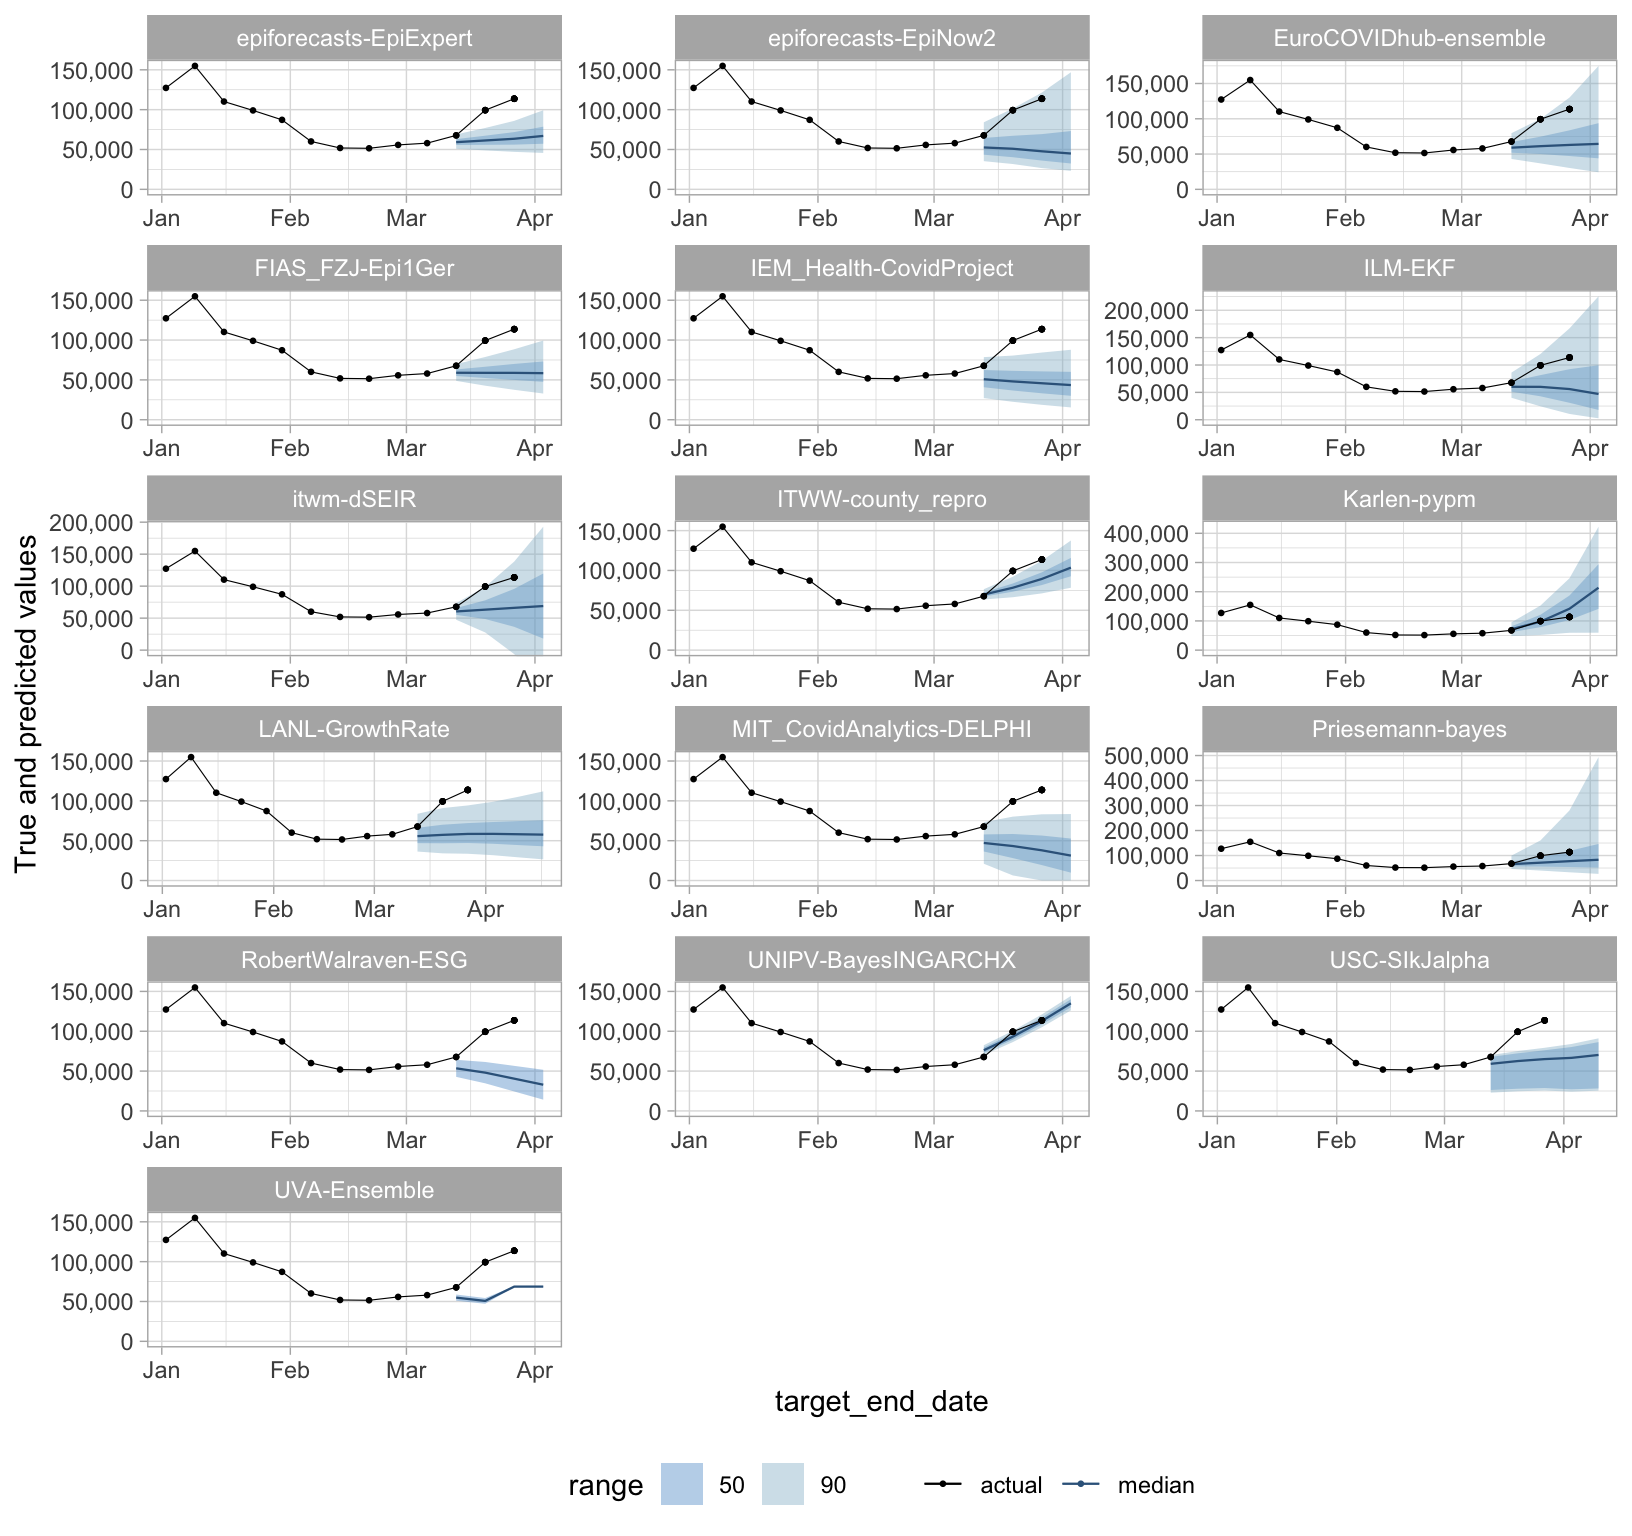 epiforecasts-EpiExpert
epiforecasts-EpiNow2
EuroCOVIDhub-ensemble
150,000
100,000
50,000
0
150,000
100,000
50,000
0
150,000
100,000
50,000
0
Jan Feb Mar Apr
Jan Feb Mar Apr
Jan Feb Mar Apr
FIAS_FZJ-Epi1Ger
IEM_Health-CovidProject
ILM-EKF
150,000
100,000
50,000
0
150,000
100,000
50,000
0
200,000
150,000
100,000
50,000
0
Jan Feb Mar Apr
Jan Feb Mar Apr
Jan Feb Mar Apr
itwm-dSEIR
ITWW-county_repro
Karlen-pypm
200,000
150,000
100,000
50,000
0
150,000
100,000
50,000
0
400,000
300,000
200,000
100,000
0
Jan Feb Mar Apr
Jan Feb Mar Apr
Jan Feb Mar Apr
True and predicted values
LANL-GrowthRate
MIT_CovidAnalytics-DELPHI
Priesemann-bayes
150,000
100,000
50,000
0
150,000
100,000
50,000
0
500,000
400,000
300,000
200,000
100,000
0
Jan Feb Mar Apr
Jan Feb Mar Apr
Jan Feb Mar Apr
RobertWalraven-ESG
UNIPV-BayesINGARCHX
USC-SIkJalpha
150,000
100,000
50,000
0
150,000
100,000
50,000
0
150,000
100,000
50,000
0
Jan Feb Mar Apr
Jan Feb Mar Apr
Jan Feb Mar Apr
UVA-Ensemble
150,000
100,000
50,000
0
Jan Feb Mar Apr
target_end_date
range 50 90 actual median